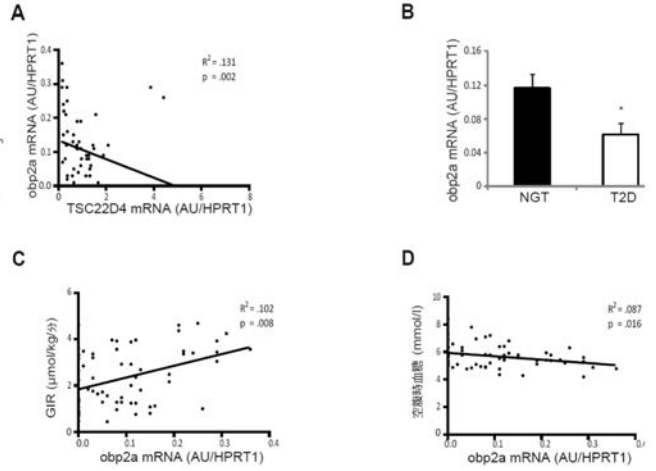 A
obp2a mRNA (AU/HPRT1)
0.4
0.3
0.2
0.1
0.0
0
2
4
6
8
R² = .131
p = .002
TSC22D4 mRNA (AU/HPRT1)
B
obp2a mRNA (AU/HPRT1)
0.16
0.12
0.08
0.04
0
*
NGT
T2D
C
GIR (µmol/kg/分)
6
4
2
0
0.0
0.1
0.2
0.3
0.4
R² = .102
p = .008
obp2a mRNA (AU/HPRT1)
D
空腹時血糖 (mmol/l)
10
8
6
4
2
0
0.0
0.1
0.2
0.3
R² = .087
p = .016
obp2a mRNA (AU/HPRT1)